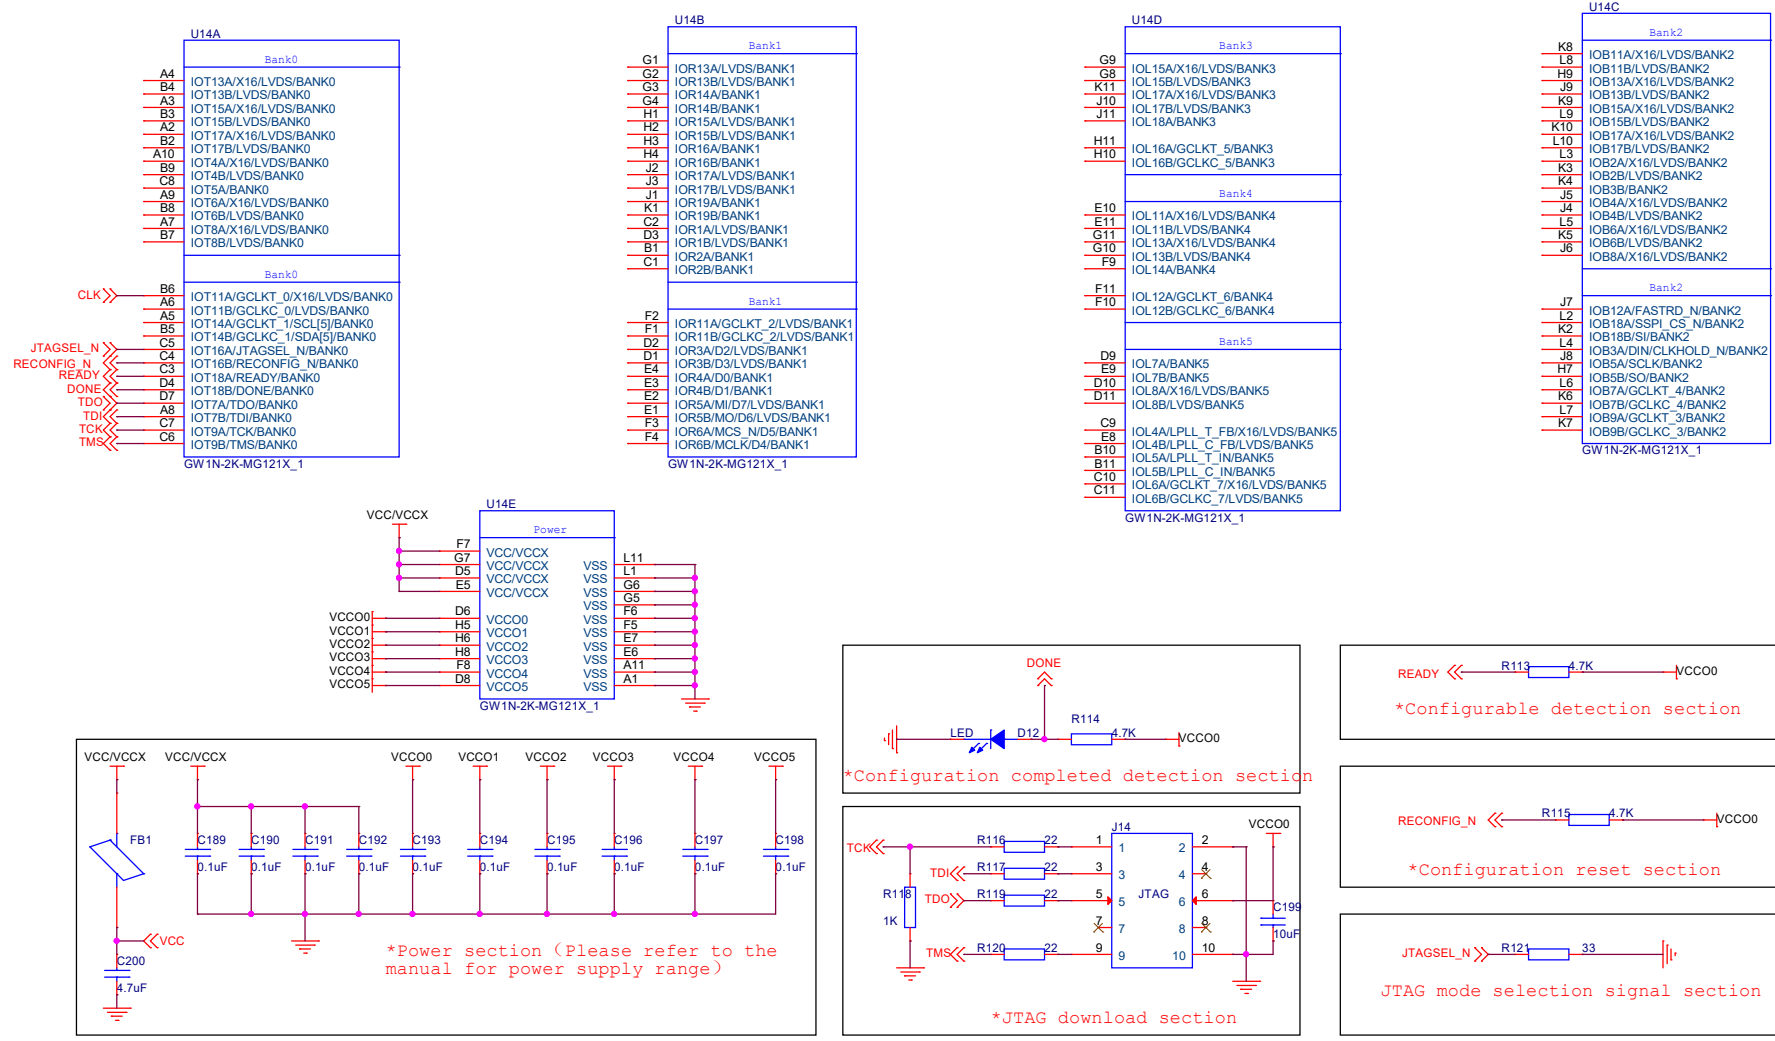 U14A
Bank0
A4 IOT13A/X16/LVDS/BANK0
B4 IOT13B/LVDS/BANK0
A3 IOT15A/X16/LVDS/BANK0
B3 IOT15B/LVDS/BANK0
A2 IOT17A/X16/LVDS/BANK0
B2 IOT17B/LVDS/BANK0
A10 IOT4A/X16/LVDS/BANK0
B9 IOT4B/LVDS/BANK0
C8 IOT5A/BANK0
A9 IOT6A/X16/LVDS/BANK0
B8 IOT6B/LVDS/BANK0
A7 IOT8A/X16/LVDS/BANK0
B7 IOT8B/LVDS/BANK0
Bank0
CLK B6 IOT11A/GCLKT_0/X16/LVDS/BANK0
A6 IOT11B/GCLKC_0/LVDS/BANK0
A5 IOT14A/GCLKT_1/SCL[5]/BANK0
B5 IOT14B/GCLKC_1/SDA[5]/BANK0
JTAGSEL_N C5 IOT16A/JTAGSEL_N/BANK0
RECONFIG_N C4 IOT16B/RECONFIG_N/BANK0
READY C3 IOT18A/READY/BANK0
DONE D4 IOT18B/DONE/BANK0
TDO D7 IOT7A/TDO/BANK0
TDI A8 IOT7B/TDI/BANK0
TCK C7 IOT9A/TCK/BANK0
TMS C6 IOT9B/TMS/BANK0
GW1N-2K-MG121X_1
U14B
Bank1
G1 IOR13A/LVDS/BANK1
G2 IOR13B/LVDS/BANK1
G3 IOR14A/BANK1
G4 IOR14B/BANK1
H1 IOR15A/LVDS/BANK1
H2 IOR15B/LVDS/BANK1
H3 IOR16A/BANK1
H4 IOR16B/BANK1
J2 IOR17A/LVDS/BANK1
J3 IOR17B/LVDS/BANK1
J1 IOR19A/BANK1
K1 IOR19B/BANK1
C2 IOR1A/LVDS/BANK1
D3 IOR1B/LVDS/BANK1
B1 IOR2A/BANK1
C1 IOR2B/BANK1
Bank1
F2 IOR11A/GCLKT_2/LVDS/BANK1
F1 IOR11B/GCLKC_2/LVDS/BANK1
D2 IOR3A/D2/LVDS/BANK1
D1 IOR3B/D3/LVDS/BANK1
E4 IOR4A/D0/BANK1
E3 IOR4B/D1/BANK1
E2 IOR5A/MI/D7/LVDS/BANK1
E1 IOR5B/MO/D6/LVDS/BANK1
F3 IOR6A/MCS_N/D5/BANK1
F4 IOR6B/MCLK/D4/BANK1
GW1N-2K-MG121X_1
U14D
Bank3
G9 IOL15A/X16/LVDS/BANK3
G8 IOL15B/LVDS/BANK3
K11 IOL17A/X16/LVDS/BANK3
J10 IOL17B/LVDS/BANK3
J11 IOL18A/BANK3
H11 IOL16A/GCLKT_5/BANK3
H10 IOL16B/GCLKC_5/BANK3
Bank4
E10 IOL11A/X16/LVDS/BANK4
E11 IOL11B/LVDS/BANK4
G11 IOL13A/X16/LVDS/BANK4
G10 IOL13B/LVDS/BANK4
F9 IOL14A/BANK4
F11 IOL12A/GCLKT_6/BANK4
F10 IOL12B/GCLKC_6/BANK4
Bank5
D9 IOL7A/BANK5
E9 IOL7B/BANK5
D10 IOL8A/X16/LVDS/BANK5
D11 IOL8B/LVDS/BANK5
C9 IOL4A/LPLL_T_FB/X16/LVDS/BANK5
E8 IOL4B/LPLL_C_FB/LVDS/BANK5
B10 IOL5A/LPLL_T_IN/BANK5
B11 IOL5B/LPLL_C_IN/BANK5
C10 IOL6A/GCLKT_7/X16/LVDS/BANK5
C11 IOL6B/GCLKC_7/LVDS/BANK5
GW1N-2K-MG121X_1
U14C
Bank2
K8 IOB11A/X16/LVDS/BANK2
L8 IOB11B/LVDS/BANK2
H9 IOB13A/X16/LVDS/BANK2
J9 IOB13B/LVDS/BANK2
K9 IOB15A/X16/LVDS/BANK2
L9 IOB15B/LVDS/BANK2
K10 IOB17A/X16/LVDS/BANK2
L10 IOB17B/LVDS/BANK2
L3 IOB2A/X16/LVDS/BANK2
K3 IOB2B/LVDS/BANK2
K4 IOB3B/BANK2
J5 IOB4A/X16/LVDS/BANK2
J4 IOB4B/LVDS/BANK2
L5 IOB6A/X16/LVDS/BANK2
K5 IOB6B/LVDS/BANK2
J6 IOB8A/X16/LVDS/BANK2
Bank2
J7 IOB12A/FASTRD_N/BANK2
L2 IOB18A/SSPI_CS_N/BANK2
K2 IOB18B/SI/BANK2
L4 IOB3A/DIN/CLKHOLD_N/BANK2
J8 IOB5A/SCLK/BANK2
H7 IOB5B/SO/BANK2
L6 IOB7A/GCLKT_4/BANK2
K6 IOB7B/GCLKC_4/BANK2
L7 IOB9A/GCLKT_3/BANK2
K7 IOB9B/GCLKC_3/BANK2
GW1N-2K-MG121X_1
U14E
VCC/VCCX
Power
F7 VCC/VCCX
G7 VCC/VCCX VSS L11
D5 VCC/VCCX VSS L1
E5 VCC/VCCX VSS G6
VSS G5
VCCO0 D6 VCCO0 VSS F6
VCCO1 H5 VCCO1 VSS F5
VCCO2 H6 VCCO2 VSS E7
VCCO3 H8 VCCO3 VSS E6
VCCO4 F8 VCCO4 VSS A11
VCCO5 D8 VCCO5 VSS A1
GW1N-2K-MG121X_1
VCC/VCCX VCC/VCCX VCCO0 VCCO1 VCCO2 VCCO3 VCCO4 VCCO5
FB1 C189 C190 C191 C192 C193 C194 C195 C196 C197 C198
0.1uF 0.1uF 0.1uF 0.1uF 0.1uF 0.1uF 0.1uF 0.1uF 0.1uF 0.1uF
VCC
C200
4.7uF
*Power section（Please refer to the
manual for power supply range）
DONE
LED D12 R114 4.7K VCCO0
*Configuration completed detection section
READY R113 4.7K VCCO0
*Configurable detection section
RECONFIG_N R115 4.7K VCCO0
*Configuration reset section
JTAGSEL_N R121 33
JTAG mode selection signal section
J14 VCCO0
TCK R116 22 1 1 2 2
TDI R117 22 3 3 4 4
R118 TDO R119 22 5 5 JTAG 6 6 C199
1K 7 7 8 8 10uF
TMS R120 22 9 9 10 10
*JTAG download section